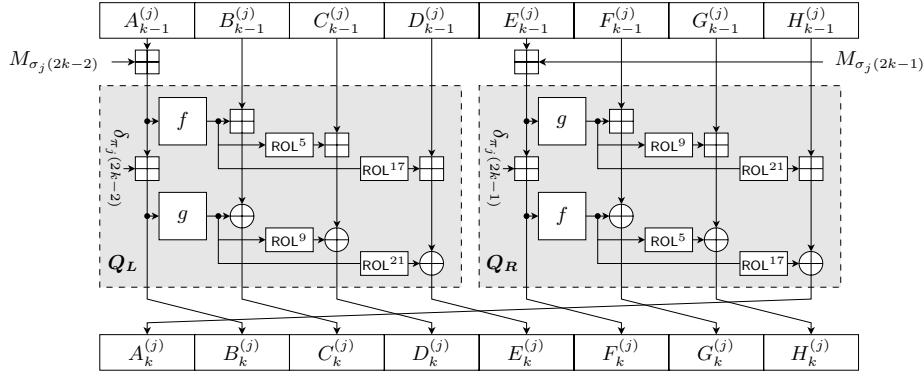 A_{k-1}^{(j)} B_{k-1}^{(j)} C_{k-1}^{(j)} D_{k-1}^{(j)} E_{k-1}^{(j)} F_{k-1}^{(j)} G_{k-1}^{(j)} H_{k-1}^{(j)}
M_{σ_j(2k−2)} M_{σ_j(2k−1)}
f g
ROL^5 ROL^9
δ_{π_j(2k−2)} ROL^{17} δ_{π_j(2k−1)} ROL^{21}
g f
ROL^9 ROL^5
Q_L ROL^{21} Q_R ROL^{17}
A_k^{(j)} B_k^{(j)} C_k^{(j)} D_k^{(j)} E_k^{(j)} F_k^{(j)} G_k^{(j)} H_k^{(j)}